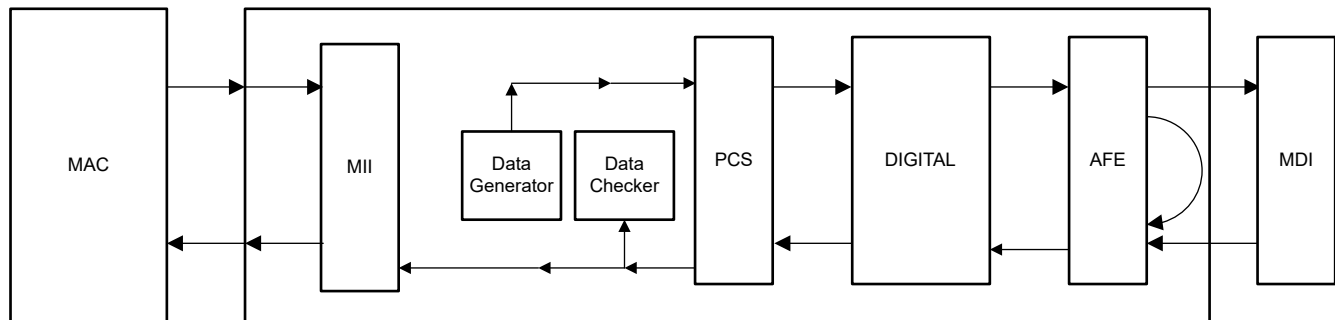 MAC
MII
Data
Generator
Data
Checker
PCS
DIGITAL
AFE
MDI